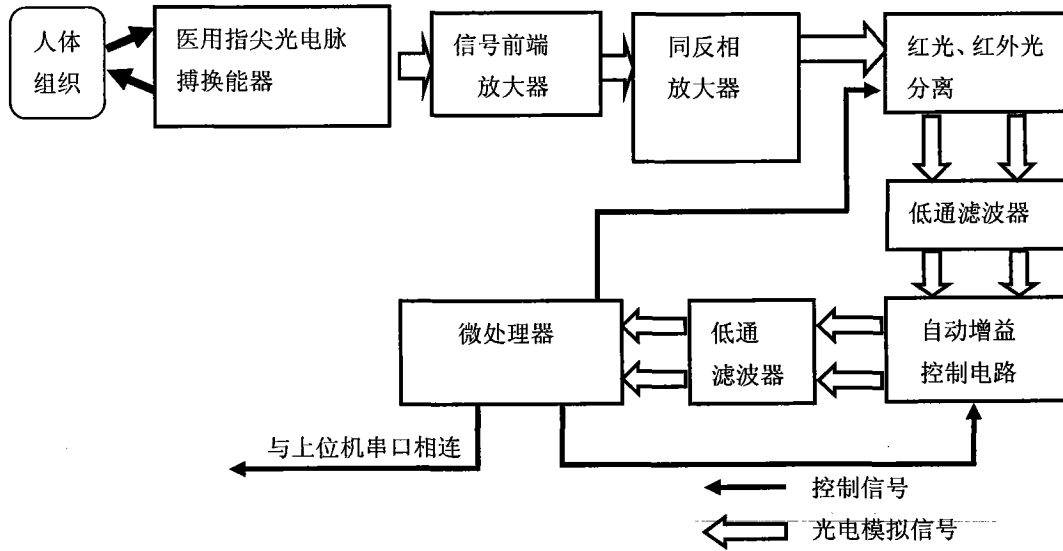 人体
组织
医用指尖光电脉
搏换能器
信号前端
放大器
同反相
放大器
红光、红外光
分离
低通滤波器
自动增益
控制电路
低通
滤波器
微处理器
与上位机串口相连
控制信号
光电模拟信号